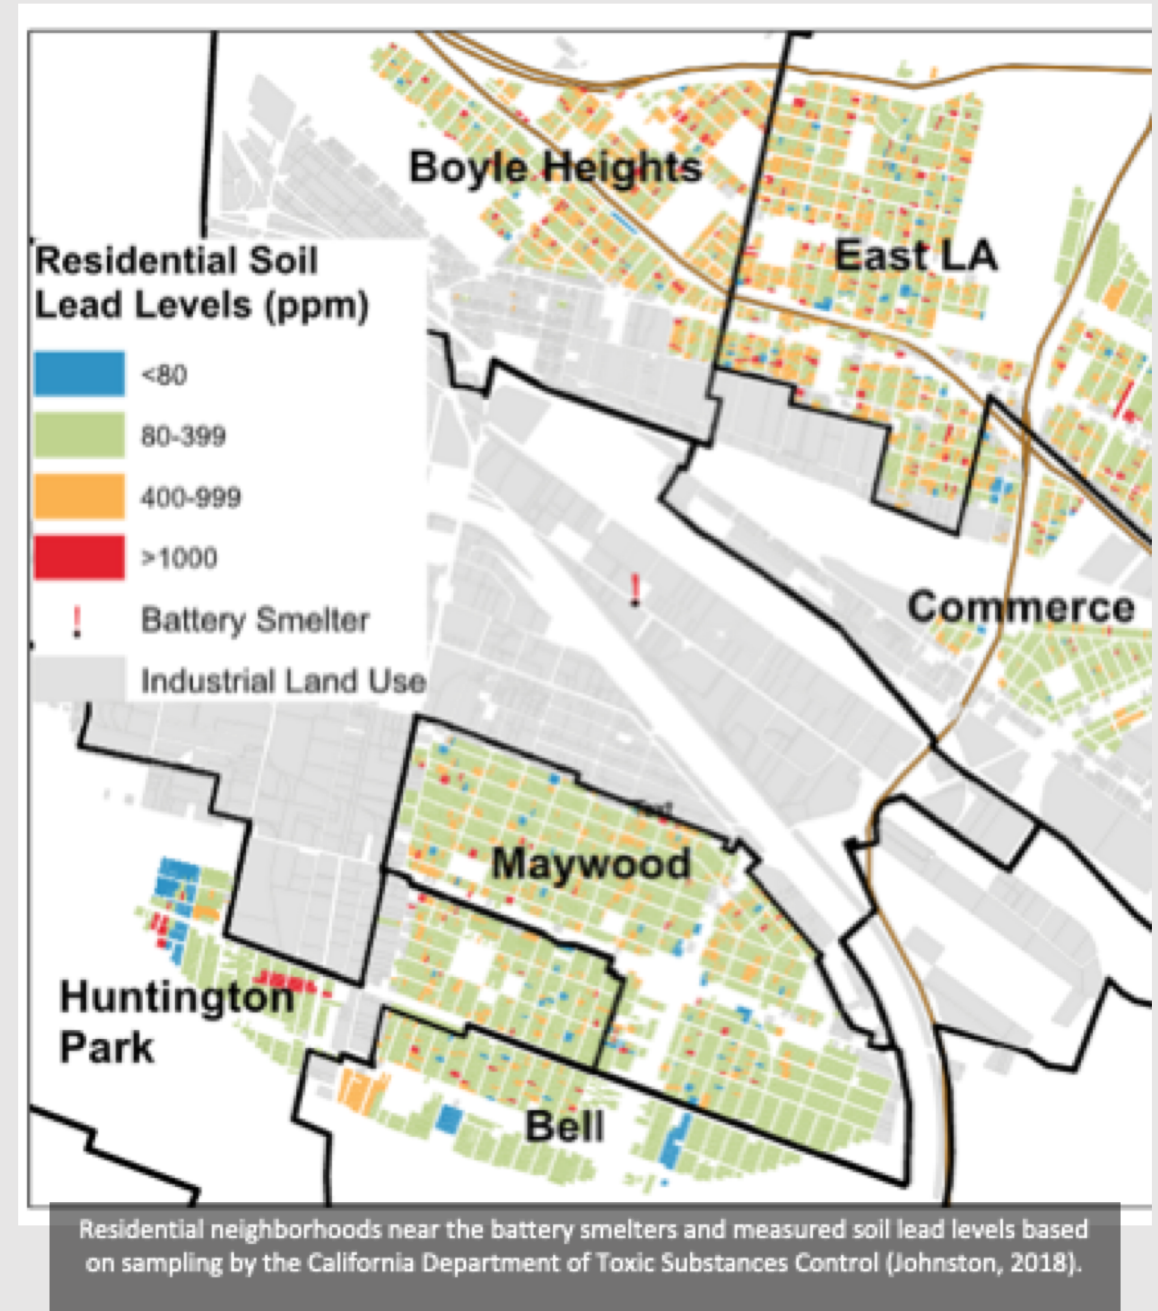 Boyle Heights
East LA
Residential Soil
Lead Levels (ppm)
<80
80-399
400-999
>1000
! Battery Smelter
Industrial Land Use
!
Commerce
Text
Maywood
Huntington
Park
Bell
Residential neighborhoods near the battery smelters and measured soil lead levels based
on sampling by the California Department of Toxic Substances Control (Johnston, 2018).